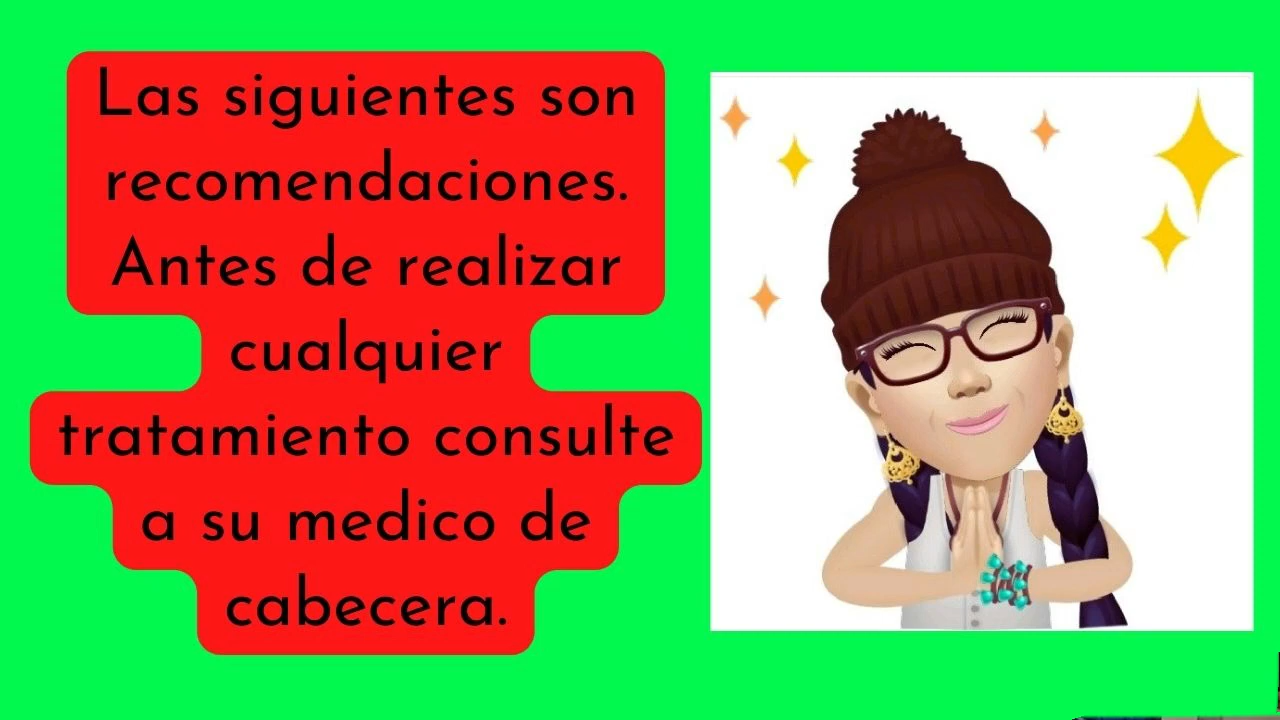 Las siguientes son
recomendaciones.
Antes de realizar
cualquier
tratamiento consulte
a su medico de
cabecera.